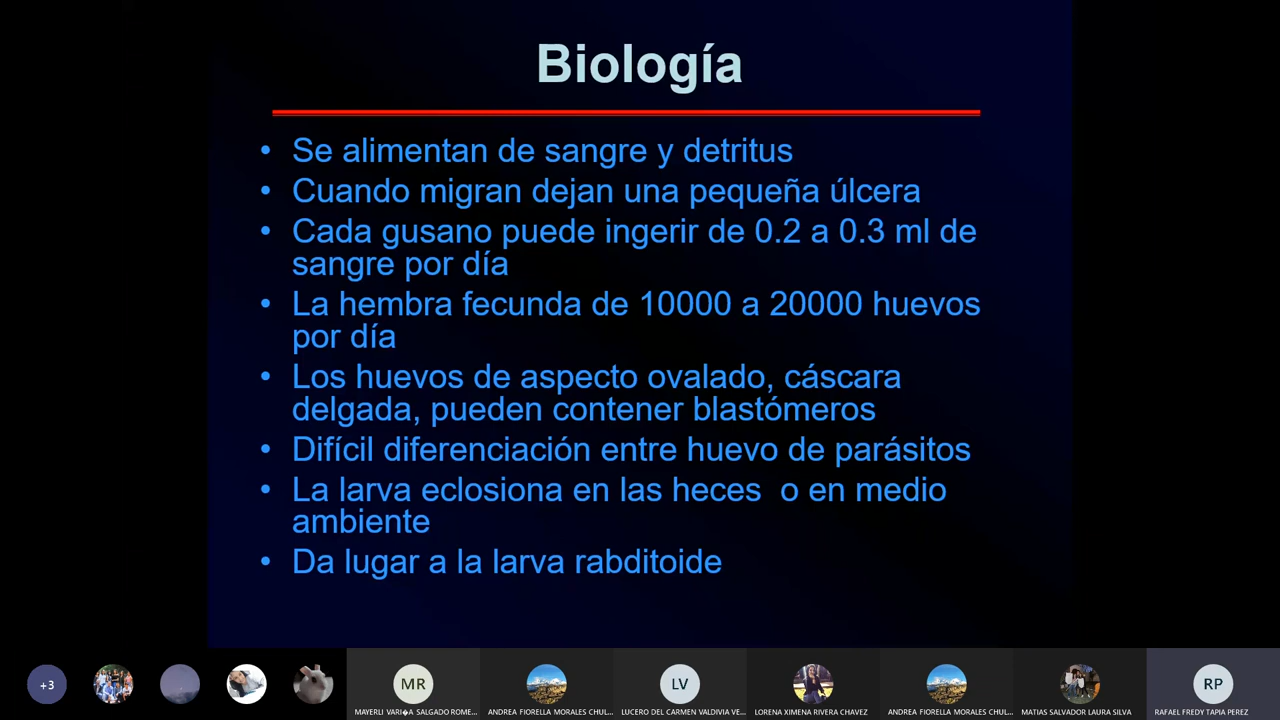 Biología
• Se alimentan de sangre y detritus
• Cuando migran dejan una pequeña úlcera
• Cada gusano puede ingerir de 0.2 a 0.3 ml de
sangre por día
• La hembra fecunda de 10000 a 20000 huevos
por día
• Los huevos de aspecto ovalado, cáscara
delgada, pueden contener blastómeros
• Difícil diferenciación entre huevo de parásitos
• La larva eclosiona en las heces  o en medio
ambiente
• Da lugar a la larva rabditoide
+3
MR
LV
RP
MAYERLI VARI�A SALGADO ROME...
ANDREA FIORELLA MORALES CHUL...
LUCERO DEL CARMEN VALDIVIA VE...
LORENA XIMENA RIVERA CHAVEZ
ANDREA FIORELLA MORALES CHUL...
MATIAS SALVADOR LAURA SILVA
RAFAEL FREDY TAPIA PEREZ